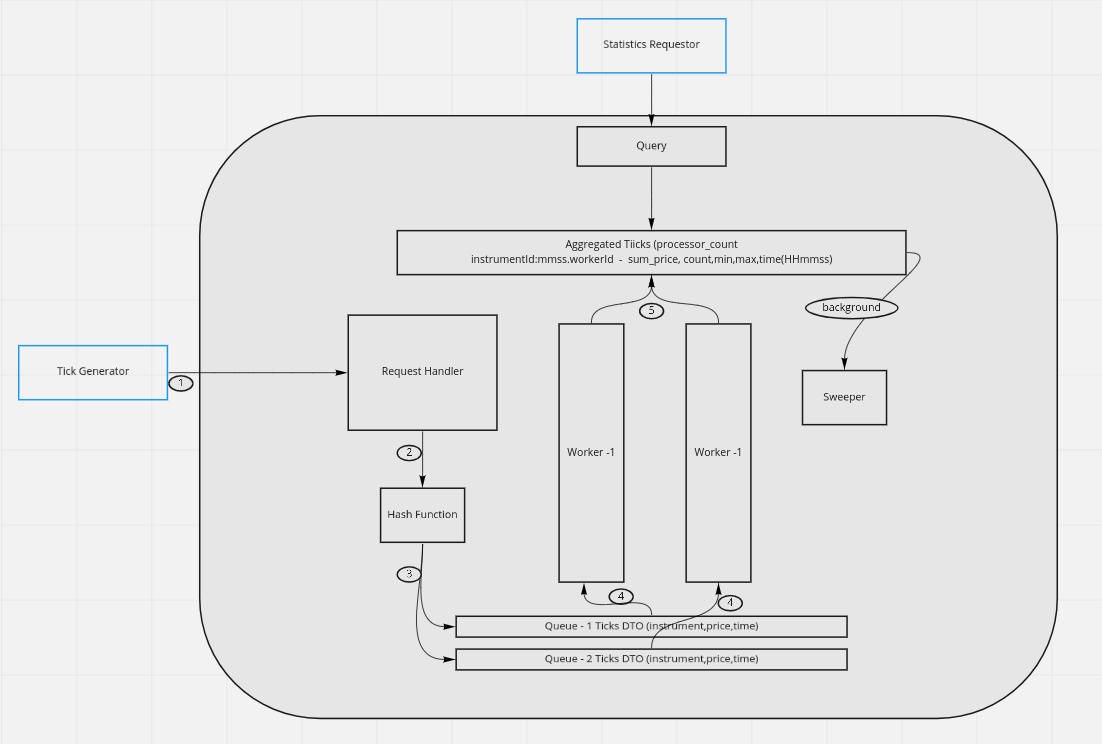 Statistics Requestor
Query
Aggregated Tiicks (processor_count
instrumentId:mmss.workerId - sum_price, count,min,max,time(HHmmss)
background
5
Tick Generator
1
Request Handler
Sweeper
2
Worker -1
Worker -1
Hash Function
3
4
4
Queue - 1 Ticks DTO (instrument,price,time)
Queue - 2 Ticks DTO (instrument,price,time)